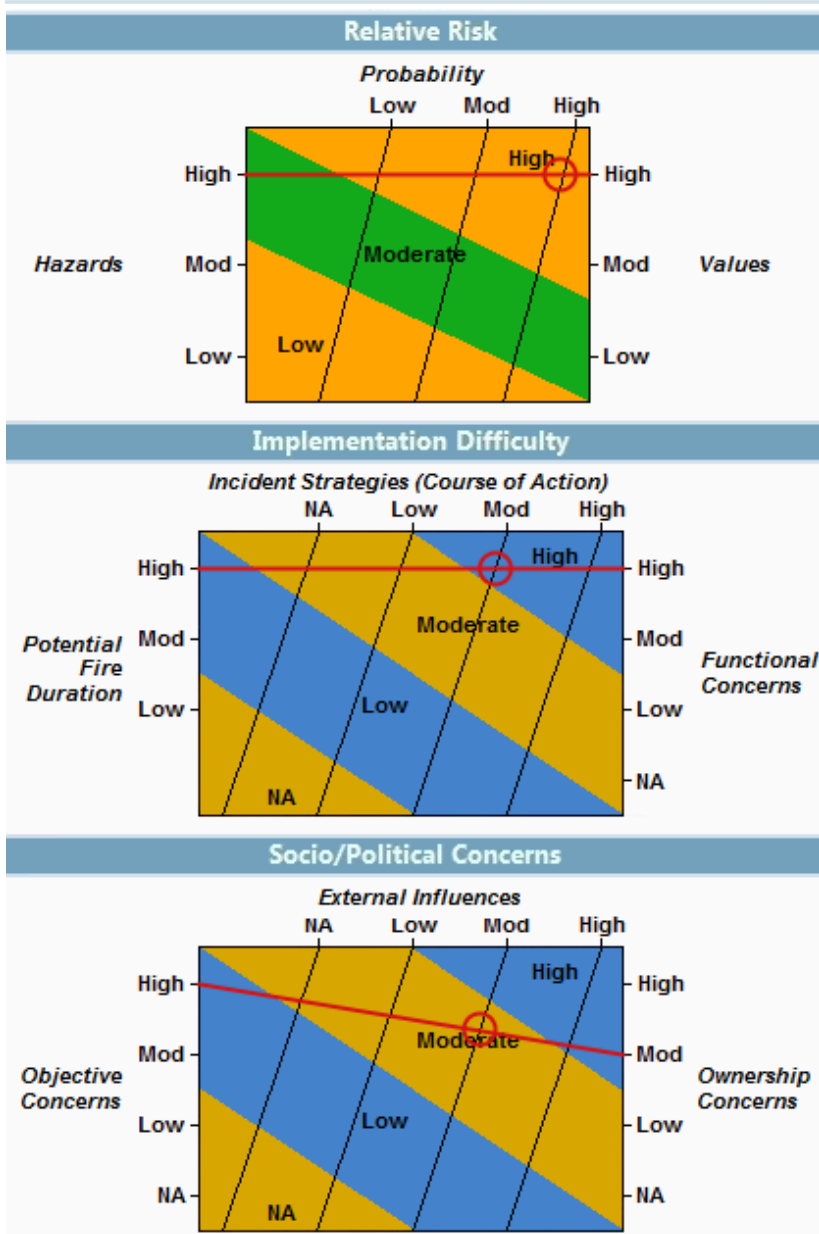 Relative Risk
Probability
Low Mod High
High High High
Hazards Mod Moderate Mod Values
Low Low Low
Implementation Difficulty
Incident Strategies (Course of Action)
NA Low Mod High
High High High
Potential Fire Duration
Mod Moderate Mod
Functional Concerns
Low Low Low
NA NA
Socio/Political Concerns
External Influences
NA Low Mod High
High High High
Mod Moderate Mod
Objective Concerns
Ownership Concerns
Low Low Low
NA NA NA